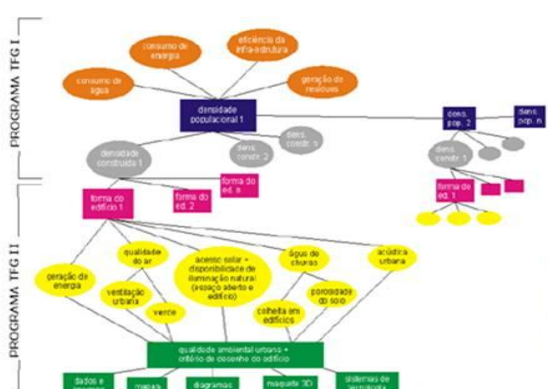 PROGRAMA TFG I
consumo de
energia
eficiência da
infra-estrutura
consumo de
água
geração de
resíduos
densidade
populacional 1
dens.
pop. 2
dens.
pop. n
densidade
construída 1
dens.
constr. 2
dens.
constr. n
dens.
constr. 1
PROGRAMA TFG II
forma do
edifício 1
forma do
ed. 2
forma do
ed. n
forma de
ed. 1
geração de
energia
qualidade
do ar
ventilação
urbana
verde
acesso solar +
disponibilidade de
iluminação natural
(espaço aberto e
edifício)
água de
chuvas
colheita em
edifícios
porosidade
do solo
acústica
urbana
qualidade ambiental urbana +
critério de desenho do edifício
dados e
mapas
diagramas
maquete 3D
sistemas de